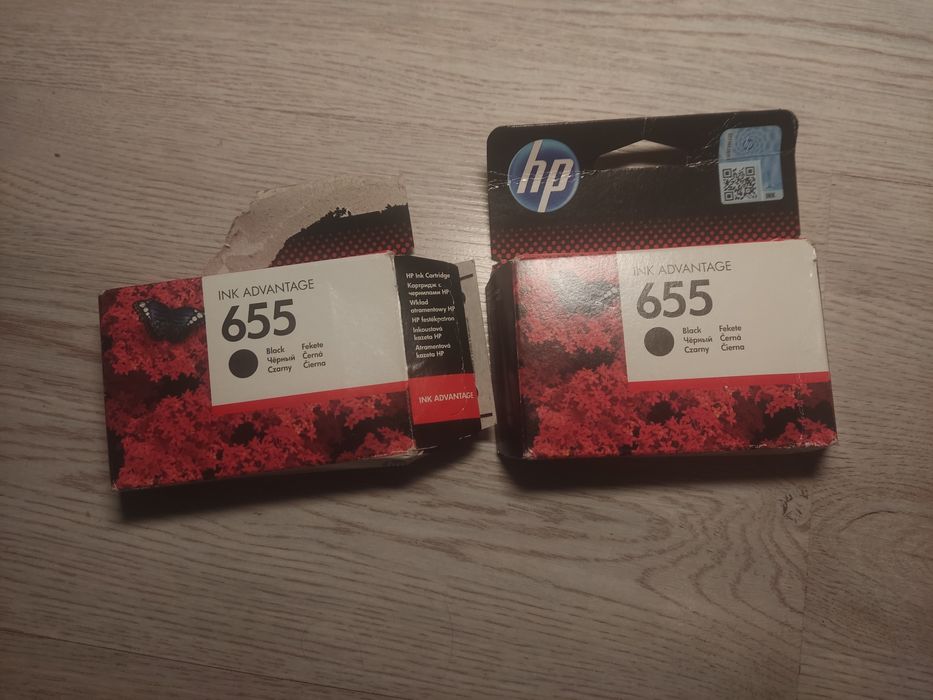 INK ADVANTAGE
655
Black Fekete
Чёрный Černá
Czarny Čierna
HP Ink Cartridge
Картридж с
чернилами HP
Wkład
atramentowy HP
HP festékpatron
Inkoustová
kazeta HP
Atramentová
kazeta HP
INK ADVANTAGE
hp
INK ADVANTAGE
655
Black Fekete
Чёрный Černá
Czarny Čierna